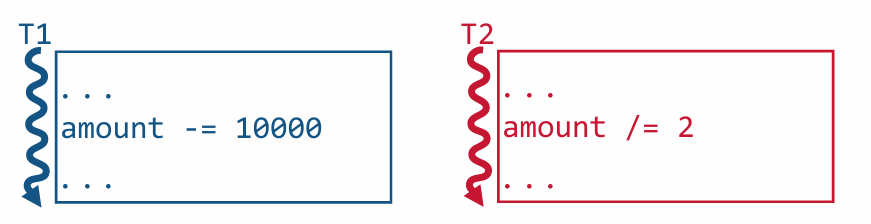 T1
...
amount -= 10000
...
T2
...
amount /= 2
...